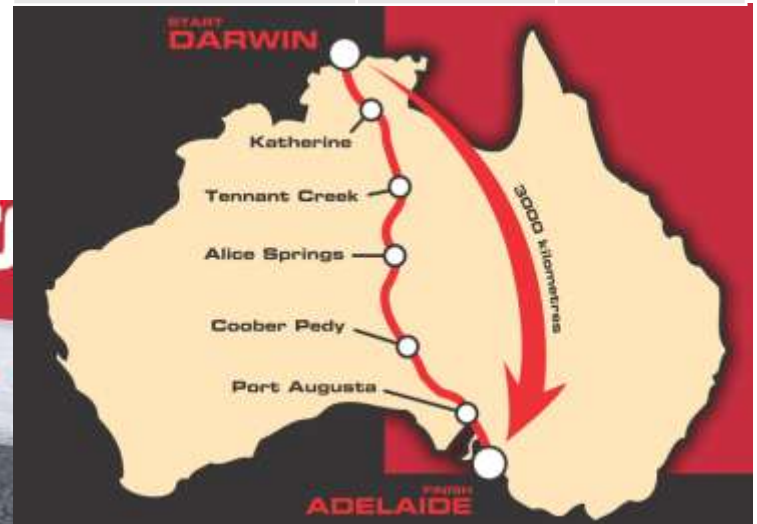 START
DARWIN
Katherine
Tennant Creek
Alice Springs
Coober Pedy
Port Augusta
3000 kilometres
FINISH
ADELAIDE